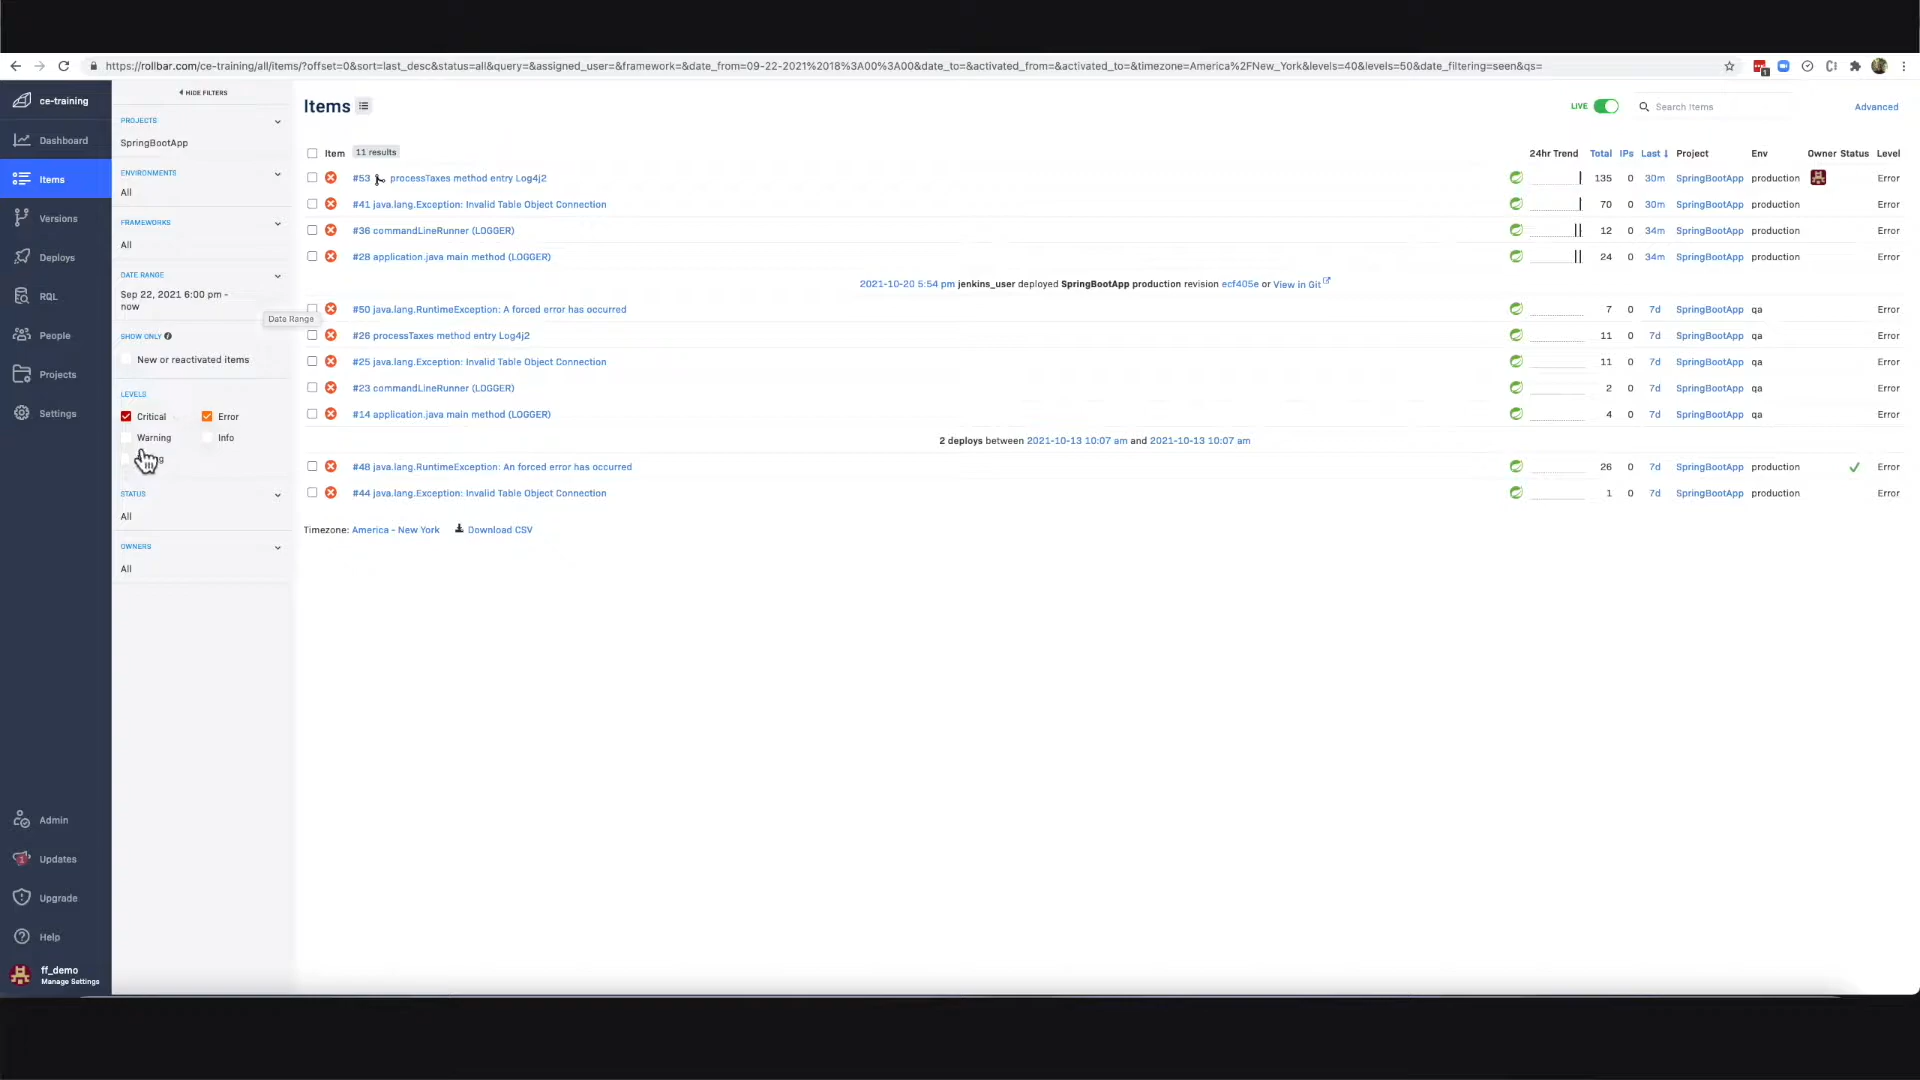 https://rollbar.com/ce-training/all/items/?offset=0&sort=last_desc&status=all&query=&assigned_user=&framework=&date_from=09-22-2021%2018%3A00%3A00&date_to=&activated_from=&activated_to=&timezone=America%2FNew_York&levels=40&levels=50&date_filtering=seen&qs=
ce-training
Dashboard
Items
Versions
Deploys
RQL
People
Projects
Settings
Admin
1 Updates
Upgrade
Help
ff_demo
Manage Settings
HIDE FILTERS
PROJECTS
SpringBootApp
ENVIRONMENTS
All
FRAMEWORKS
All
DATE RANGE
Sep 22, 2021 6:00 pm -
now
Date Range
SHOW ONLY
New or reactivated items
LEVELS
Critical Error
Warning Info
STATUS
All
OWNERS
All
Items
LIVE Search Items Advanced
Item 11 results 24hr Trend Total IPs Last Project Env Owner Status Level
#53 processTaxes method entry Log4j2 135 0 30m SpringBootApp production Error
#41 java.lang.Exception: Invalid Table Object Connection 70 0 30m SpringBootApp production Error
#36 commandLineRunner (LOGGER) 12 0 34m SpringBootApp production Error
#28 application.java main method (LOGGER) 24 0 34m SpringBootApp production Error
2021-10-20 5:54 pm jenkins_user deployed SpringBootApp production revision ecf405e or View in Git
#50 java.lang.RuntimeException: A forced error has occurred 7 0 7d SpringBootApp qa Error
#26 processTaxes method entry Log4j2 11 0 7d SpringBootApp qa Error
#25 java.lang.Exception: Invalid Table Object Connection 11 0 7d SpringBootApp qa Error
#23 commandLineRunner (LOGGER) 2 0 7d SpringBootApp qa Error
#14 application.java main method (LOGGER) 4 0 7d SpringBootApp qa Error
2 deploys between 2021-10-13 10:07 am and 2021-10-13 10:07 am
#48 java.lang.RuntimeException: An forced error has occurred 26 0 7d SpringBootApp production Error
#44 java.lang.Exception: Invalid Table Object Connection 1 0 7d SpringBootApp production Error
Timezone: America - New York Download CSV